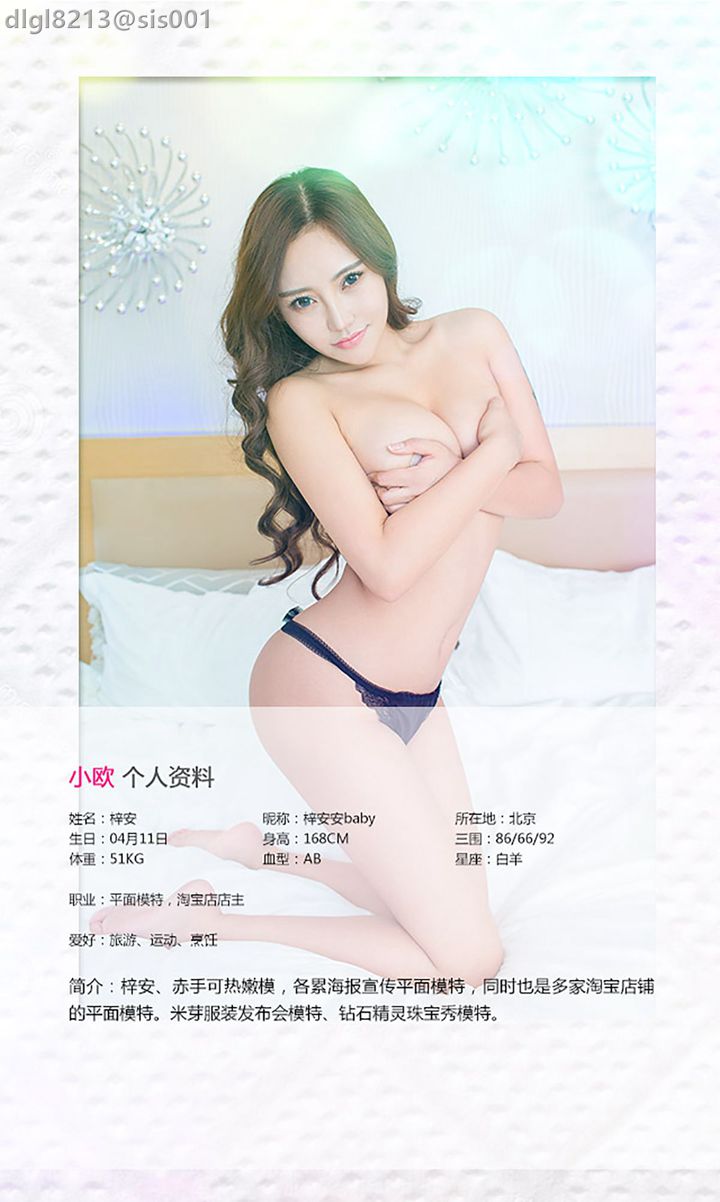 dlgl8213@sis001
小欧 个人资料
姓名：梓安 昵称：梓安安baby 所在地：北京
生日：04月11日 身高：168CM 三围：86/66/92
体重：51KG 血型：AB 星座：白羊
职业：平面模特，淘宝店店主
爱好：旅游、运动、烹饪
简介：梓安、赤手可热嫩模，各累海报宣传平面模特，同时也是多家淘宝店铺
的平面模特。米芽服装发布会模特、钻石精灵珠宝秀模特。